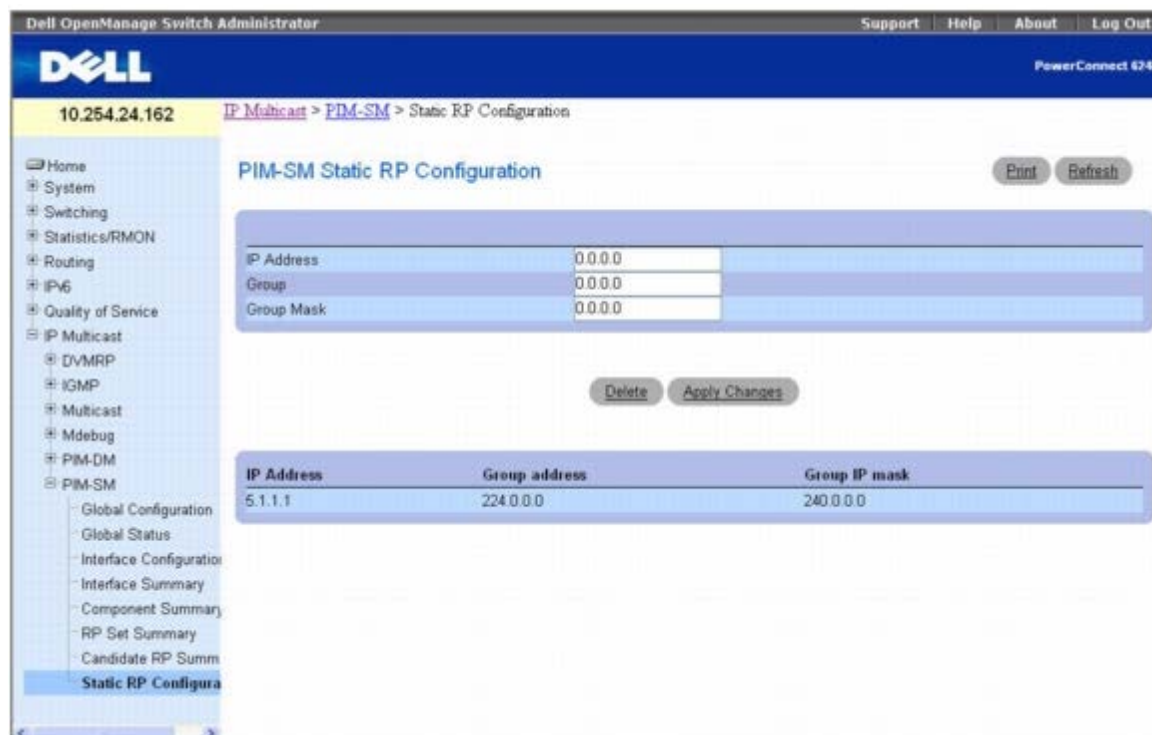 Dell OpenManage Switch Administrator
Support Help About Log Out
DELL
PowerConnect 624
10.254.24.162
IP Multicast > PIM-SM > Static RP Configuration
Home
System
Switching
Statistics/RMON
Routing
IPv6
Quality of Service
IP Multicast
DVMRP
IGMP
Multicast
Mdebug
PIM-DM
PIM-SM
Global Configuration
Global Status
Interface Configuration
Interface Summary
Component Summary
RP Set Summary
Candidate RP Summ
Static RP Configura
PIM-SM Static RP Configuration
Print Refresh
IP Address 0.0.0.0
Group 0.0.0.0
Group Mask 0.0.0.0
Delete Apply Changes
IP Address Group address Group IP mask
5.1.1.1 224.0.0.0 240.0.0.0